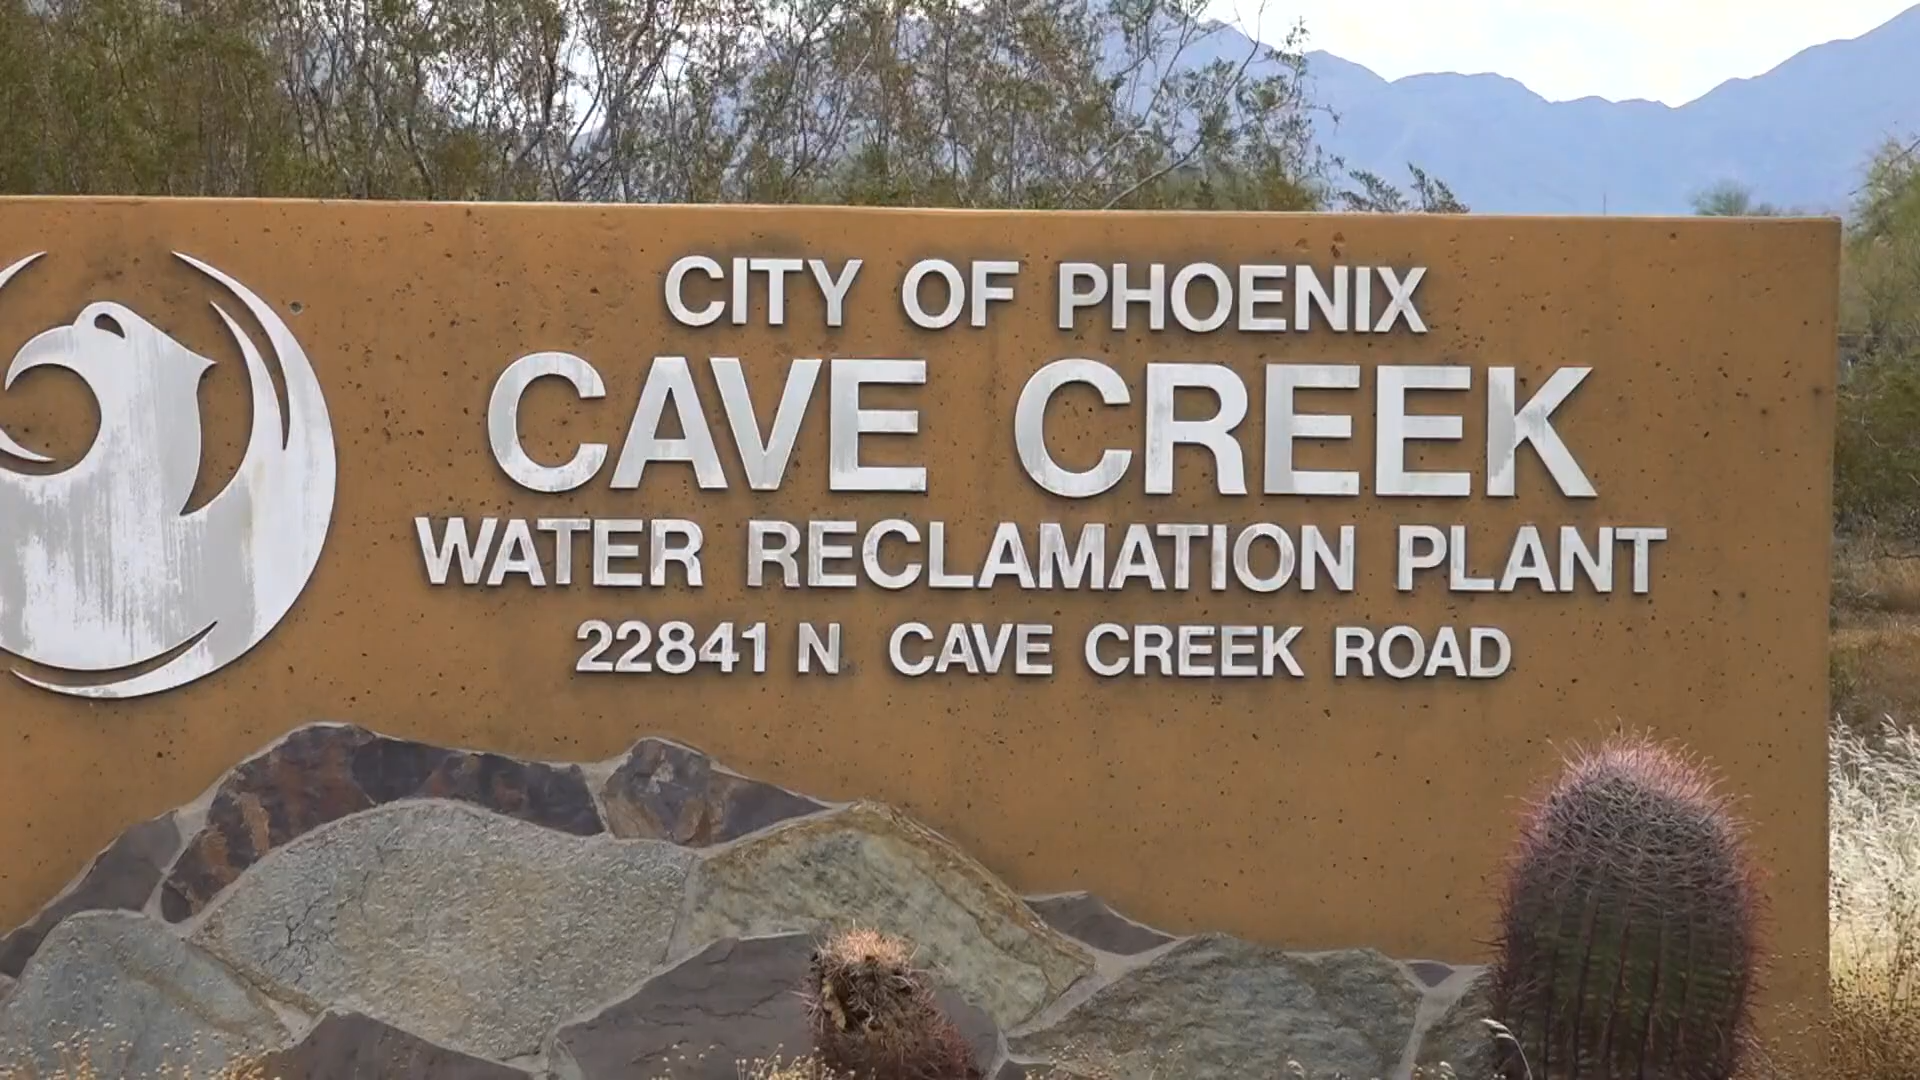 CITY OF PHOENIX
CAVE CREEK
WATER RECLAMATION PLANT
22841 N CAVE CREEK ROAD